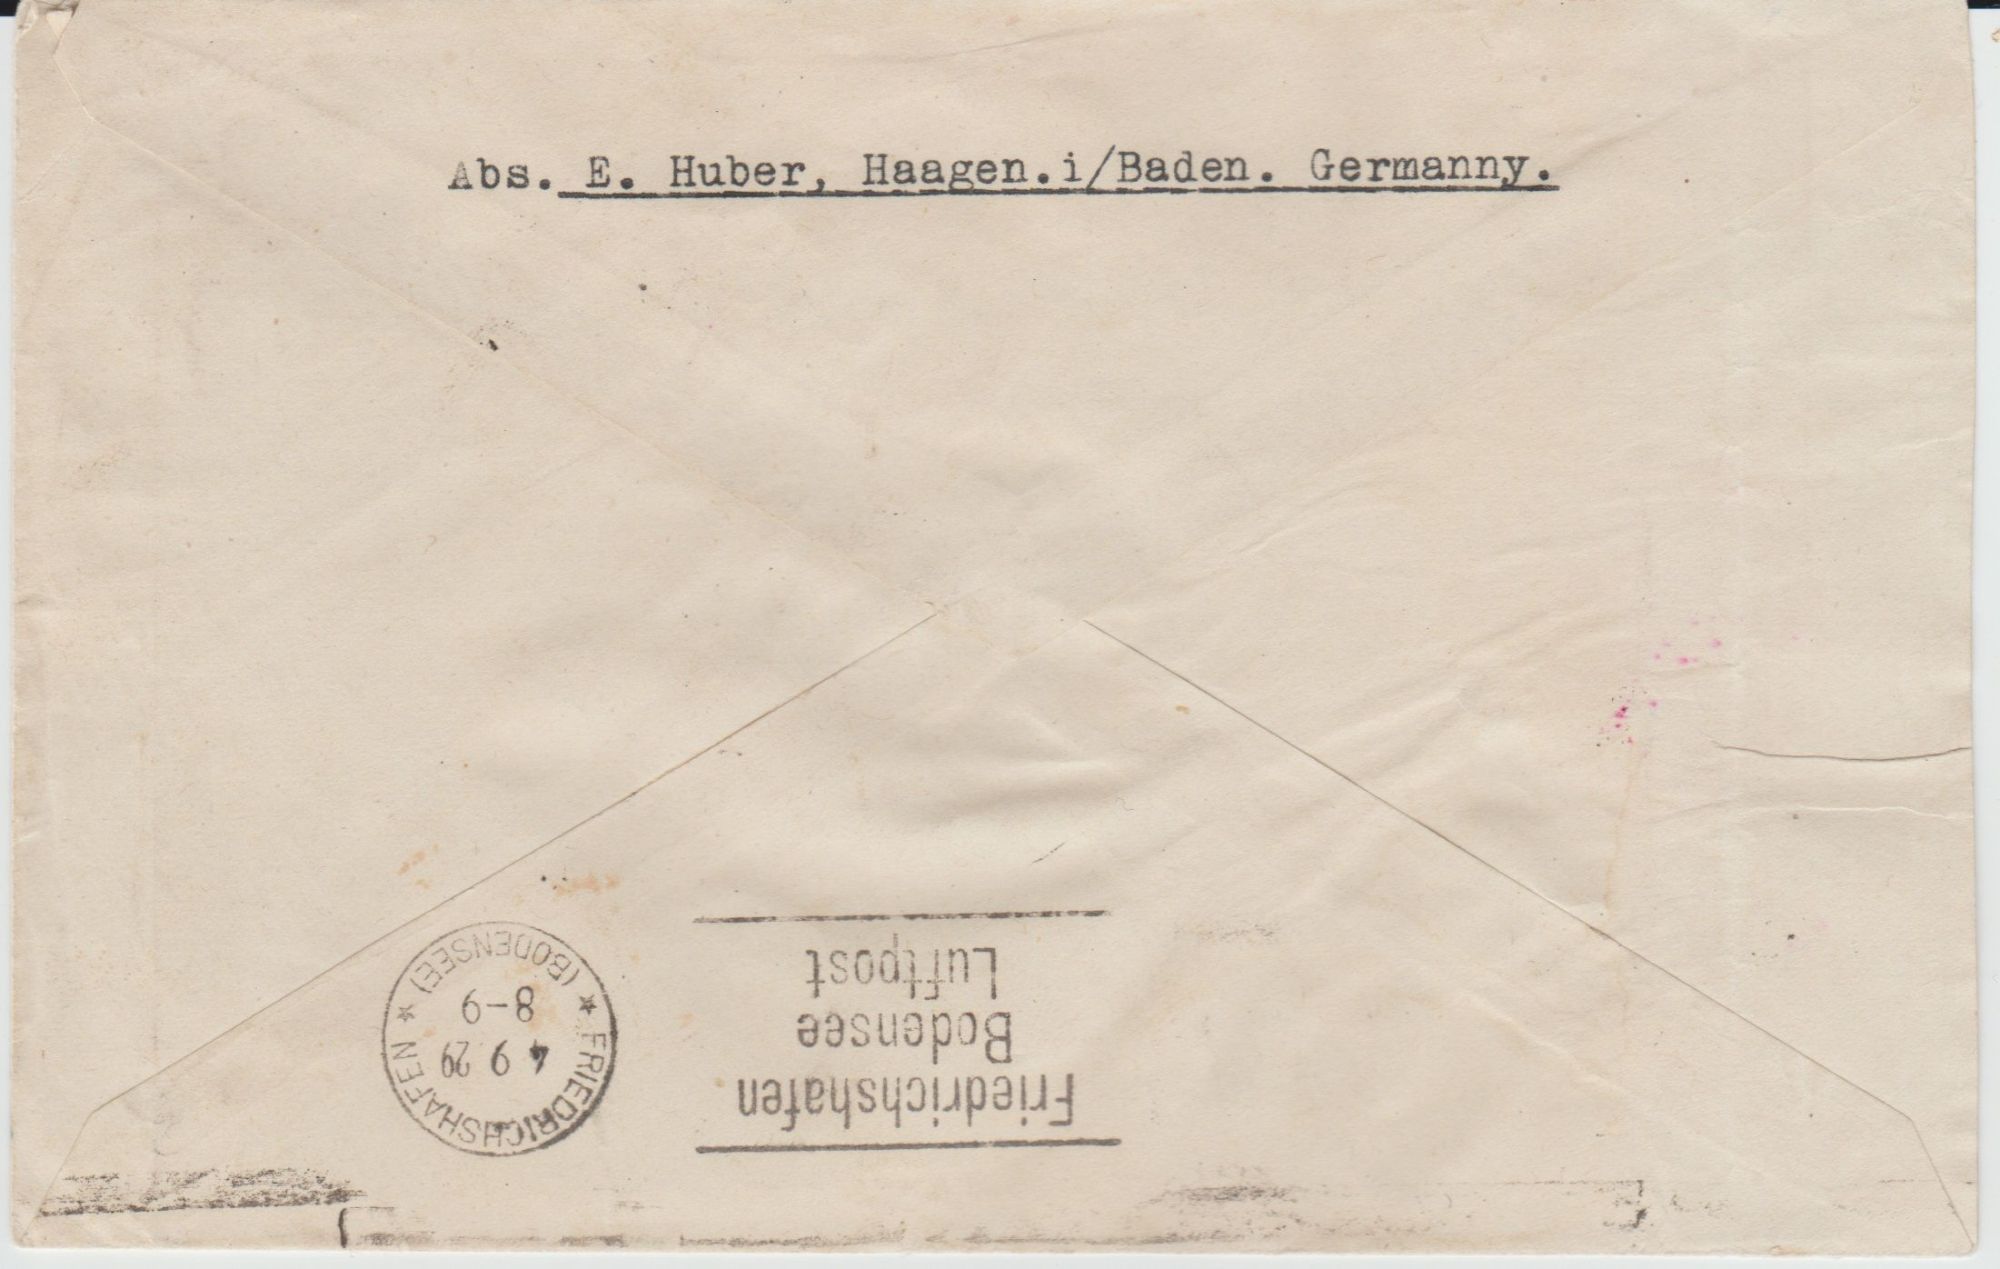 Abs. E. Huber, Haagen.i/Baden. Germanny.
Friedrichshafen
Bodensee
Luftpost
* FRIEDRICHSHAFEN *
4 9 29
8-9
(BODENSEE)